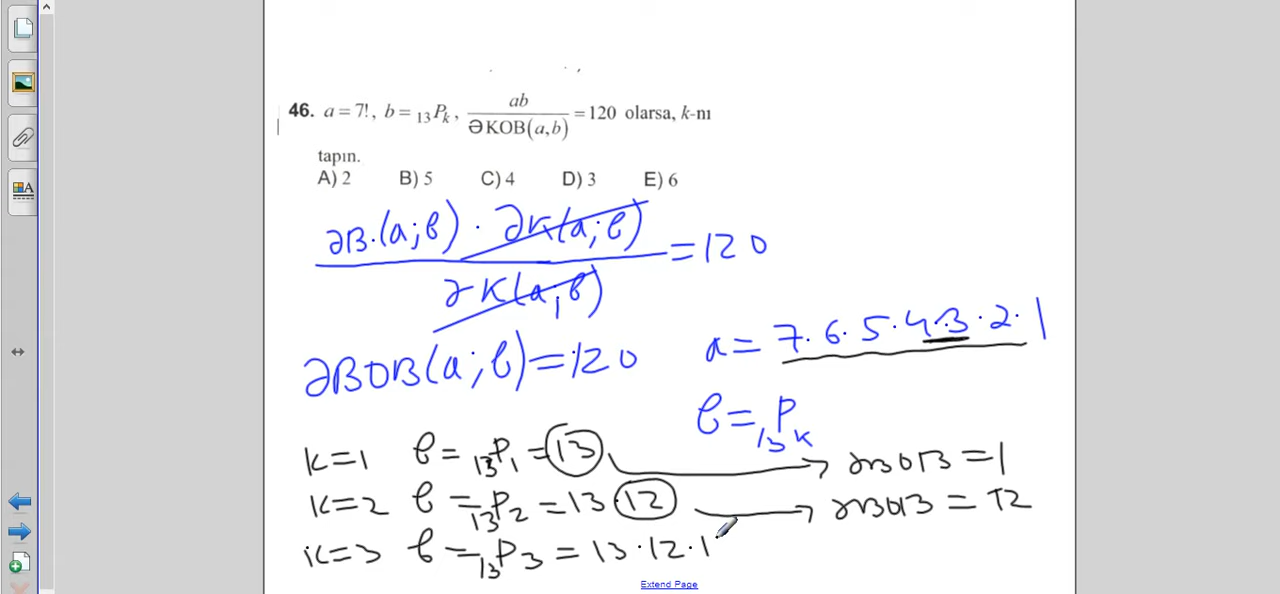 46. a = 7!, b = ₁₃Pₖ, ab / ƏKOB(a,b) = 120 olarsa, k-nı
tapın.
A) 2 B) 5 C) 4 D) 3 E) 6
ƏB.(a;b) · ƏK(a;b) / ƏK(a,b) = 120
ƏBOB(a;b) = 120
a = 7·6·5·4·3·2·1
b = ₁₃Pₖ
k=1 b = ₁₃P₁ = 13 → ƏBOB = 1
k=2 b = ₁₃P₂ = 13·12 → ƏBOB = 12
k=3 b = ₁₃P₃ = 13·12·1
Extend Page